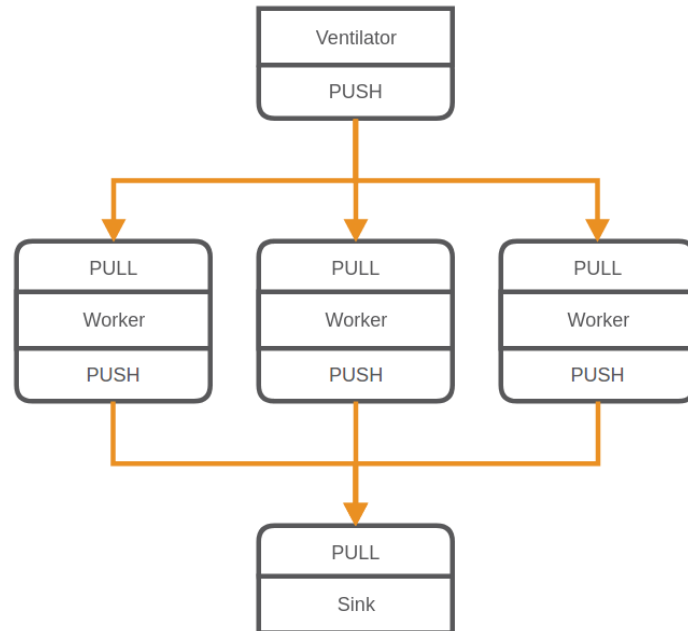 Ventilator
PUSH
PULL PULL PULL
Worker Worker Worker
PUSH PUSH PUSH
PULL
Sink